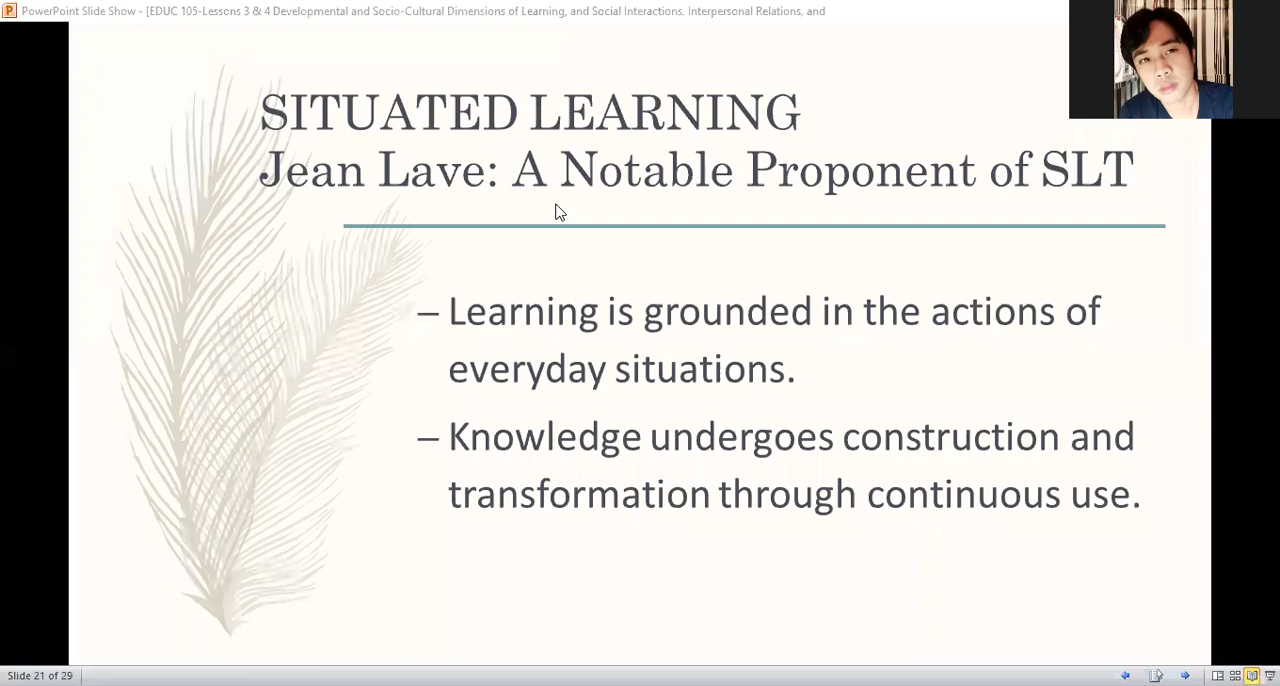 PowerPoint Slide Show - [EDUC 105-Lessons 3 & 4 Developmental and Socio-Cultural Dimensions of Learning, and Social Interactions, Interpersonal Relations, and
SITUATED LEARNING
Jean Lave: A Notable Proponent of SLT
– Learning is grounded in the actions of
everyday situations.
– Knowledge undergoes construction and
transformation through continuous use.
Slide 21 of 29